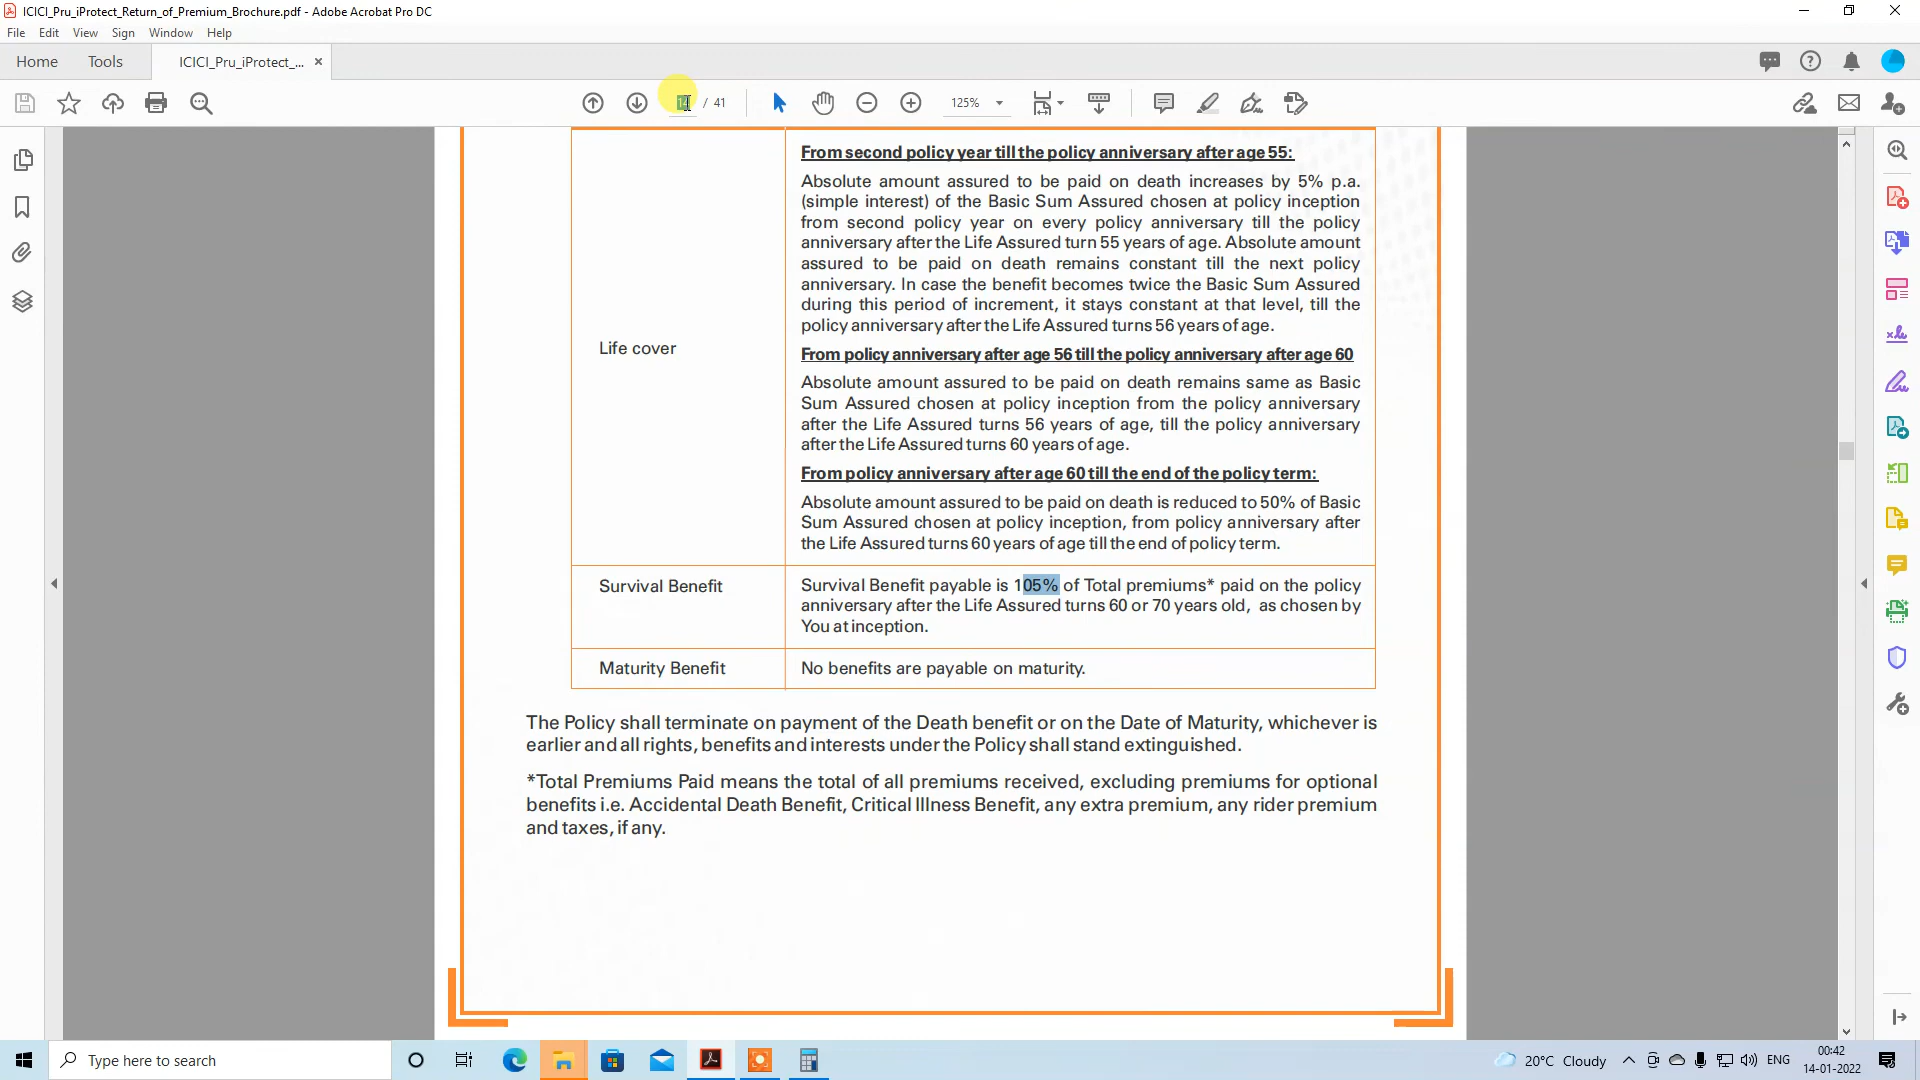 ICICI_Pru_iProtect_Return_of_Premium_Brochure.pdf - Adobe Acrobat Pro DC
File Edit View Sign Window Help
Home Tools ICICI_Pru_iProtect_... ×
14 / 41 125%
From second policy year till the policy anniversary after age 55:
Absolute amount assured to be paid on death increases by 5% p.a.
(simple interest) of the Basic Sum Assured chosen at policy inception
from second policy year on every policy anniversary till the policy
anniversary after the Life Assured turn 55 years of age. Absolute amount
assured to be paid on death remains constant till the next policy
anniversary. In case the benefit becomes twice the Basic Sum Assured
during this period of increment, it stays constant at that level, till the
policy anniversary after the Life Assured turns 56 years of age.
Life cover
From policy anniversary after age 56 till the policy anniversary after age 60
Absolute amount assured to be paid on death remains same as Basic
Sum Assured chosen at policy inception from the policy anniversary
after the Life Assured turns 56 years of age, till the policy anniversary
after the Life Assured turns 60 years of age.
From policy anniversary after age 60 till the end of the policy term:
Absolute amount assured to be paid on death is reduced to 50% of Basic
Sum Assured chosen at policy inception, from policy anniversary after
the Life Assured turns 60 years of age till the end of policy term.
Survival Benefit
Survival Benefit payable is 105% of Total premiums* paid on the policy
anniversary after the Life Assured turns 60 or 70 years old, as chosen by
You at inception.
Maturity Benefit
No benefits are payable on maturity.
The Policy shall terminate on payment of the Death benefit or on the Date of Maturity, whichever is
earlier and all rights, benefits and interests under the Policy shall stand extinguished.
*Total Premiums Paid means the total of all premiums received, excluding premiums for optional
benefits i.e. Accidental Death Benefit, Critical Illness Benefit, any extra premium, any rider premium
and taxes, if any.
Type here to search
20°C Cloudy
ENG
00:42
14-01-2022